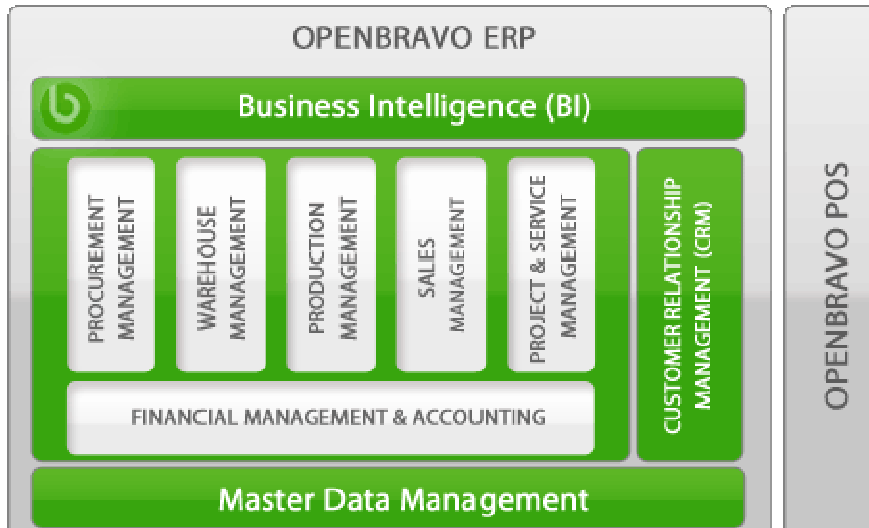 OPENBRAVO ERP
Business Intelligence (BI)
PROCUREMENT
MANAGEMENT
WAREHOUSE
MANAGEMENT
PRODUCTION
MANAGEMENT
SALES
MANAGEMENT
PROJECT & SERVICE
MANAGEMENT
FINANCIAL MANAGEMENT & ACCOUNTING
CUSTOMER RELATIONSHIP
MANAGEMENT (CRM)
Master Data Management
OPENBRAVO POS